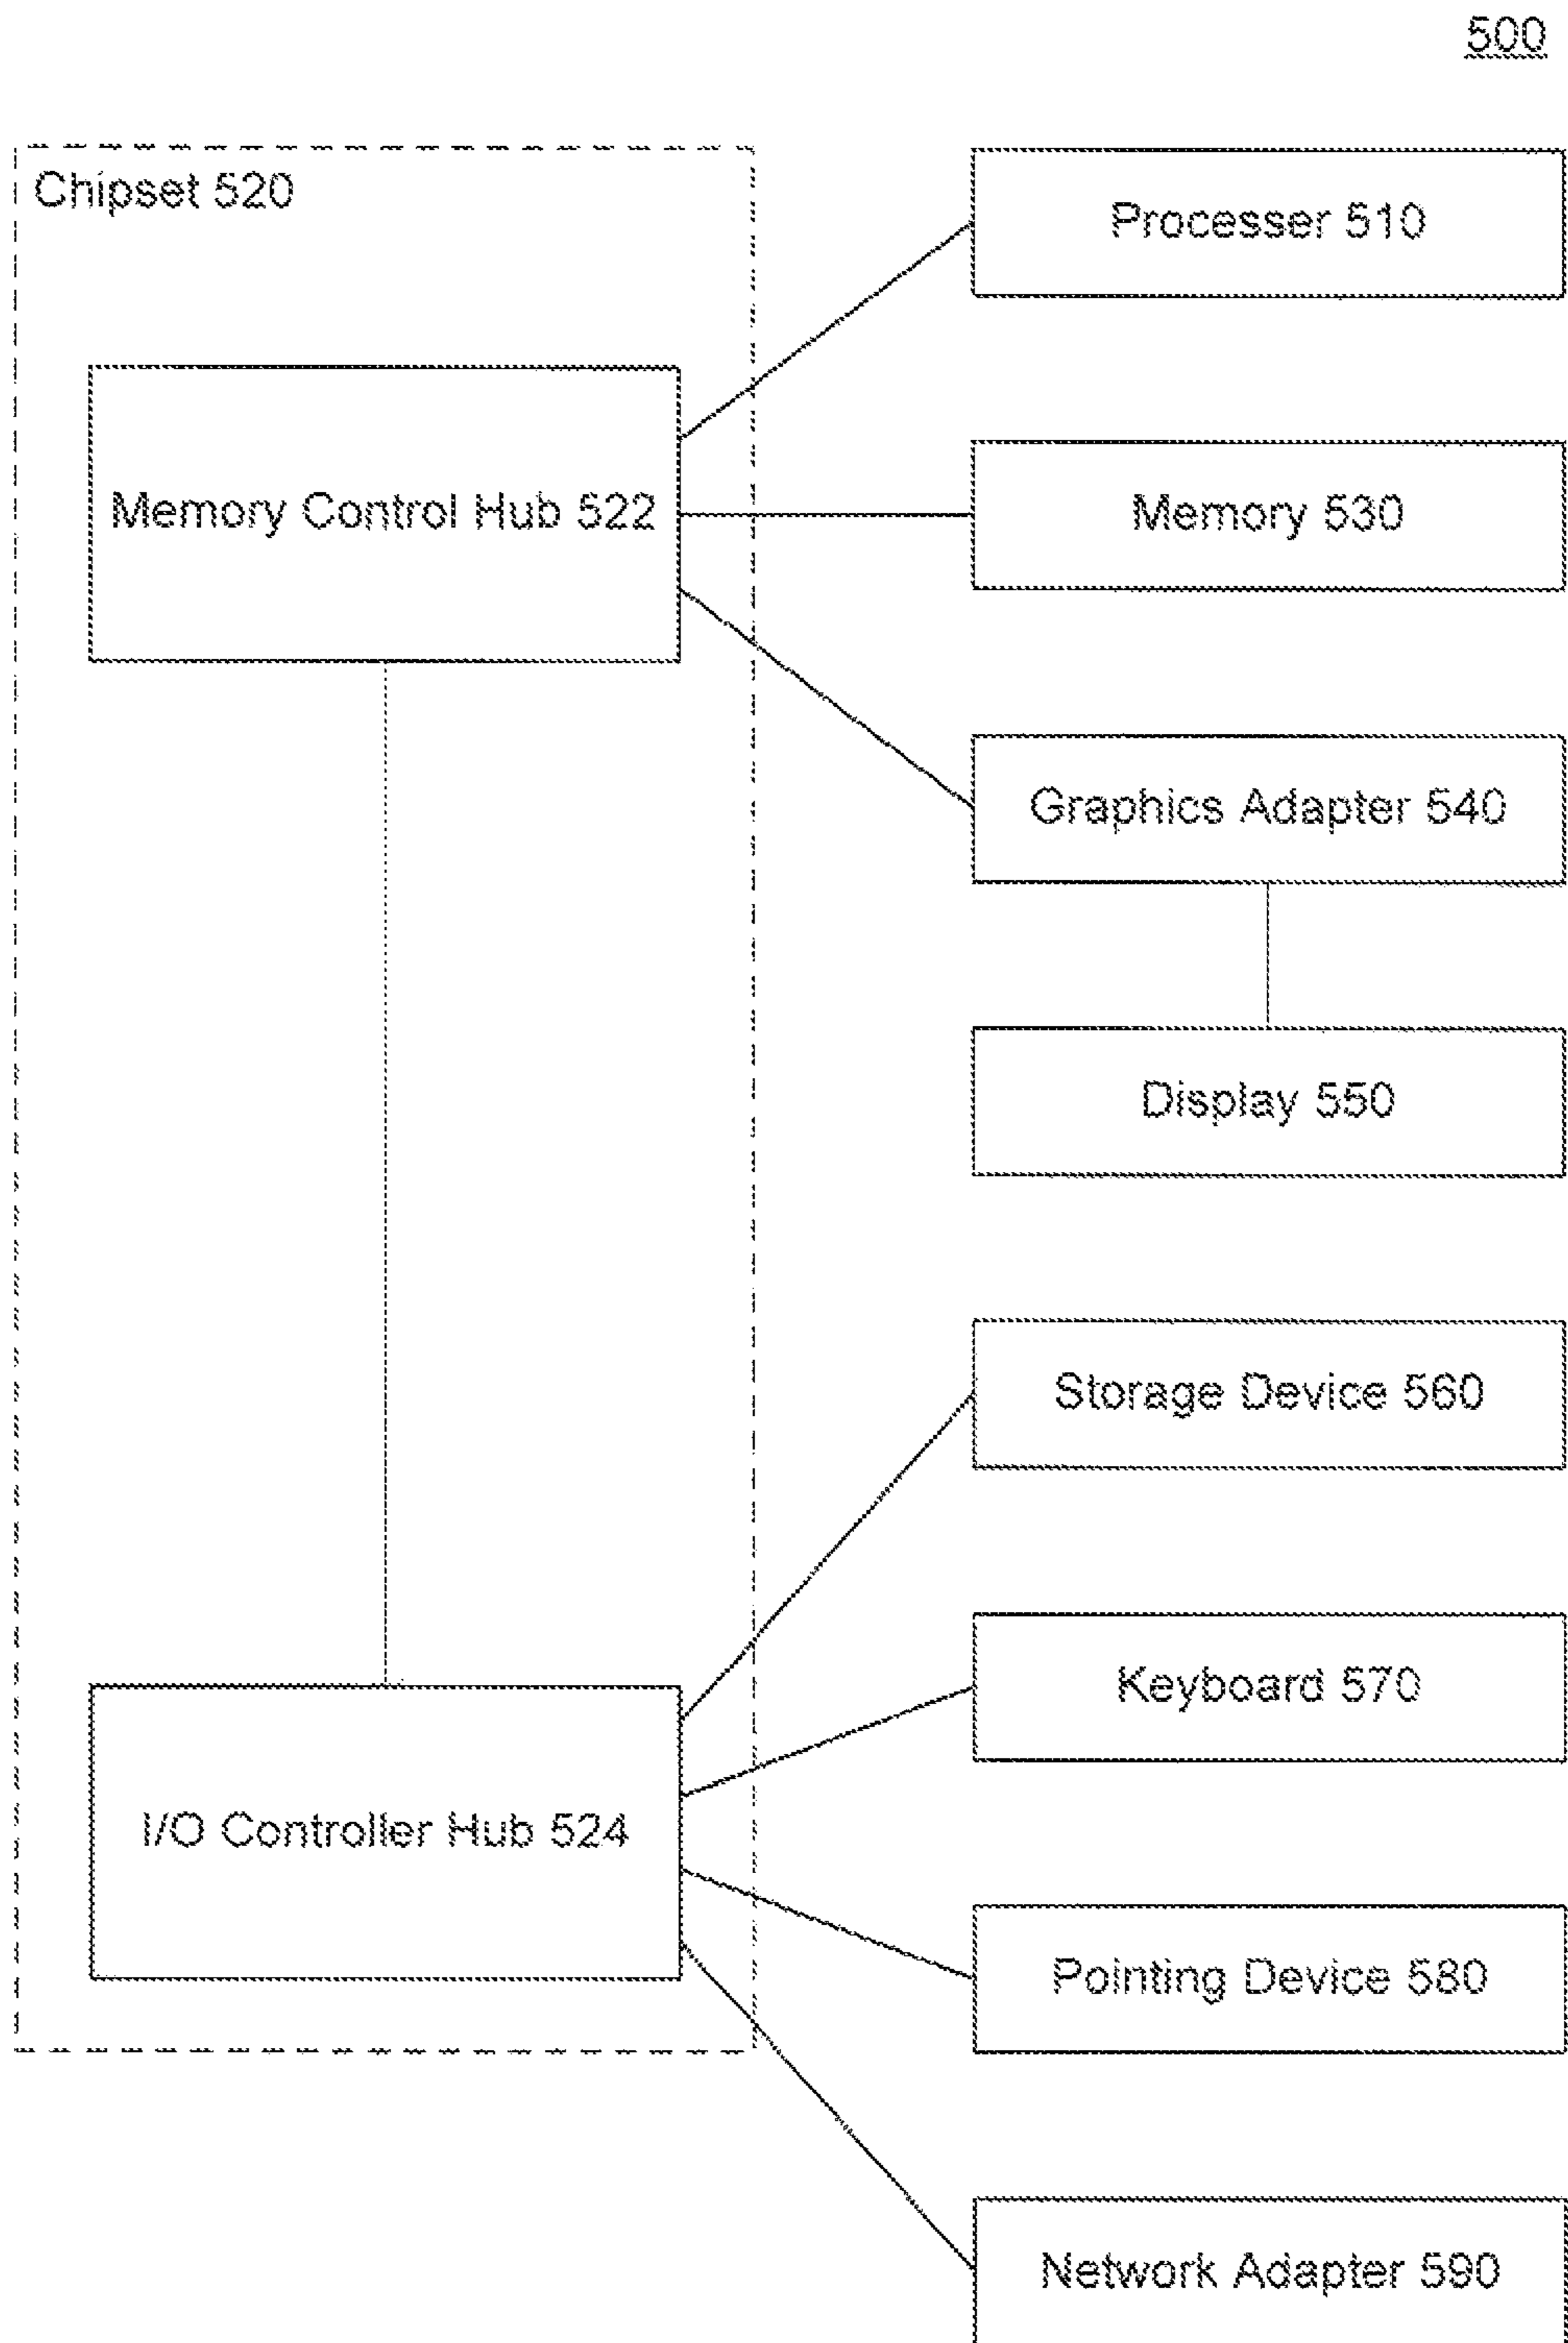 500
Chipset 520
Processer 510
Memory Control Hub 522
Memory 530
Graphics Adapter 540
Display 550
Storage Device 560
Keyboard 570
I/O Controller Hub 524
Pointing Device 580
Network Adapter 590